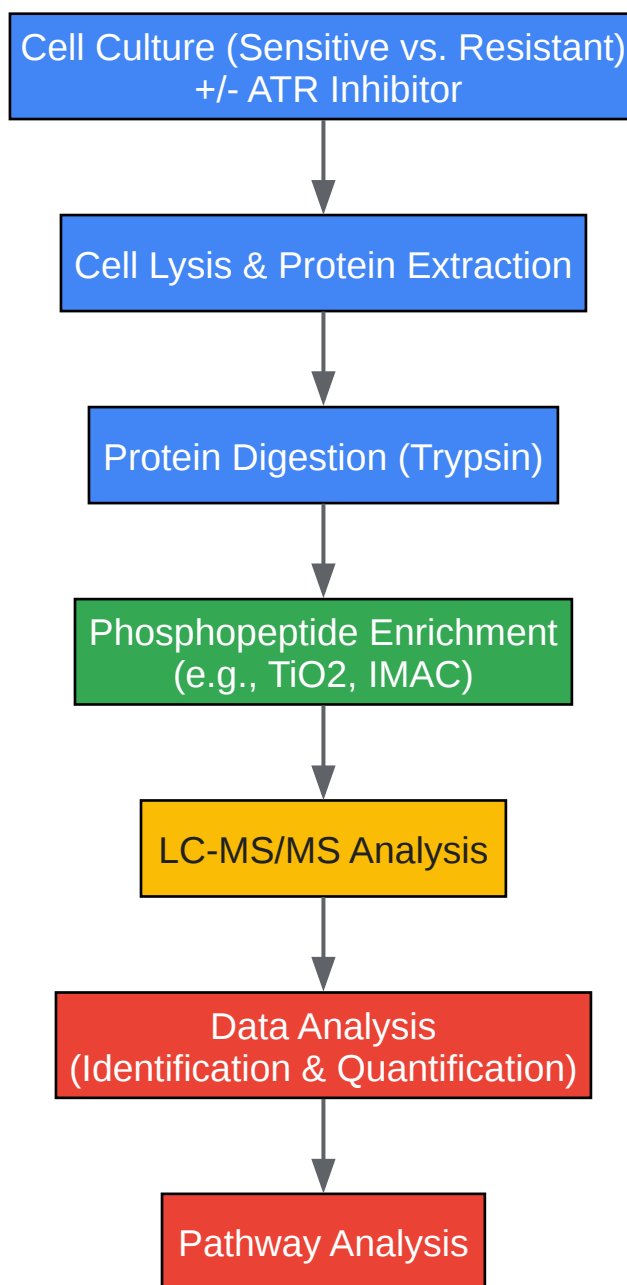 Cell Culture (Sensitive vs. Resistant)
+/- ATR Inhibitor
Cell Lysis & Protein Extraction
Protein Digestion (Trypsin)
Phosphopeptide Enrichment
(e.g., TiO2, IMAC)
LC-MS/MS Analysis
Data Analysis
(Identification & Quantification)
Pathway Analysis